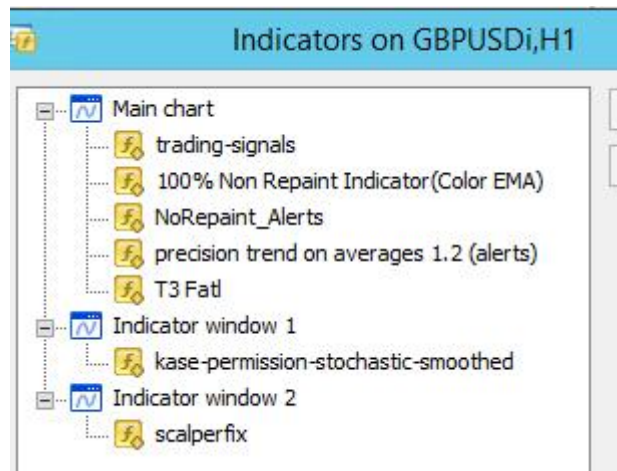 Indicators on GBPUSDi,H1
Main chart
trading-signals
100% Non Repaint Indicator(Color EMA)
NoRepaint_Alerts
precision trend on averages 1.2 (alerts)
T3 Fatl
Indicator window 1
kase-permission-stochastic-smoothed
Indicator window 2
scalperfix